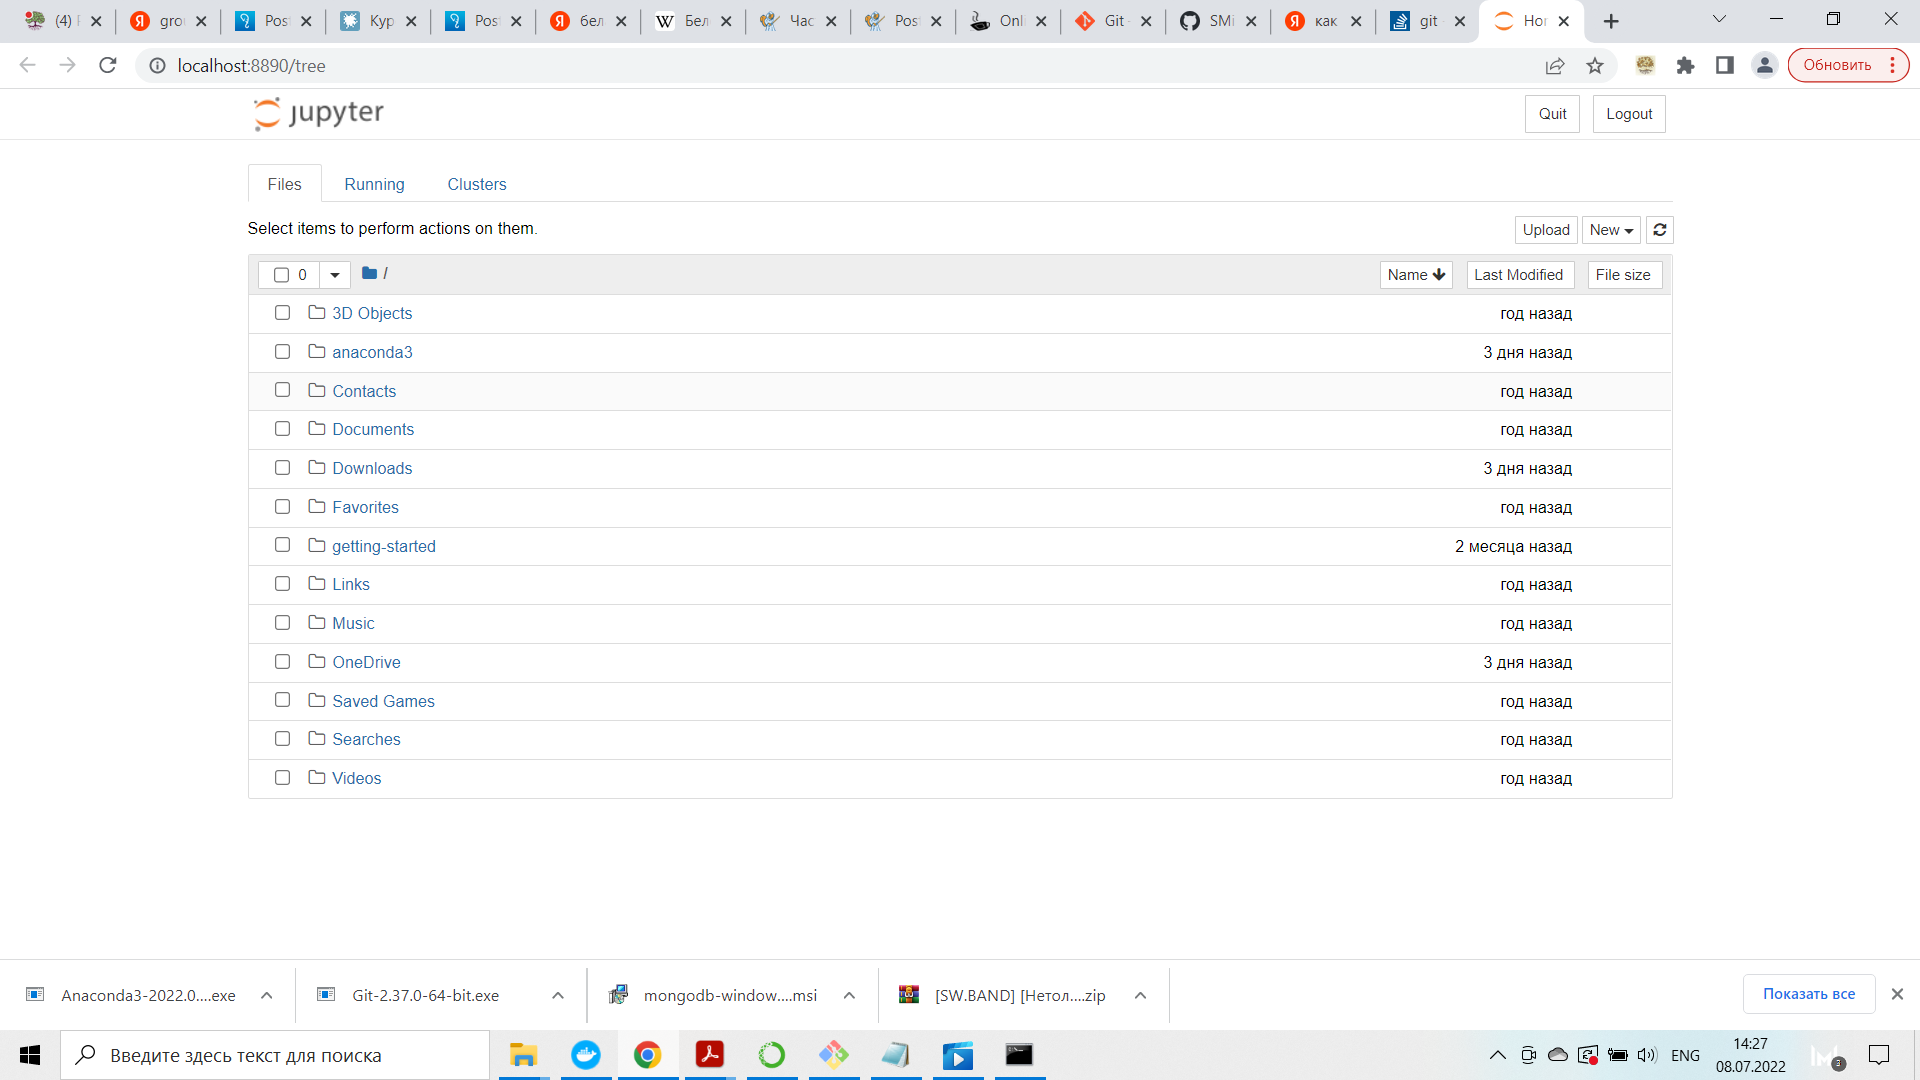 (4) F
gro
Post
Кур
Post
бел
Бел
Час
Post
Onli
Git
SMi
как
git
Hor
localhost:8890/tree
Обновить
jupyter
Quit
Logout
Files
Running
Clusters
Select items to perform actions on them.
Upload
New
0
/
Name
Last Modified
File size
3D Objects
год назад
anaconda3
3 дня назад
Contacts
год назад
Documents
год назад
Downloads
3 дня назад
Favorites
год назад
getting-started
2 месяца назад
Links
год назад
Music
год назад
OneDrive
3 дня назад
Saved Games
год назад
Searches
год назад
Videos
год назад
Anaconda3-2022.0....exe
Git-2.37.0-64-bit.exe
mongodb-window....msi
[SW.BAND] [Нетол....zip
Показать все
Введите здесь текст для поиска
ENG
14:27
08.07.2022
3